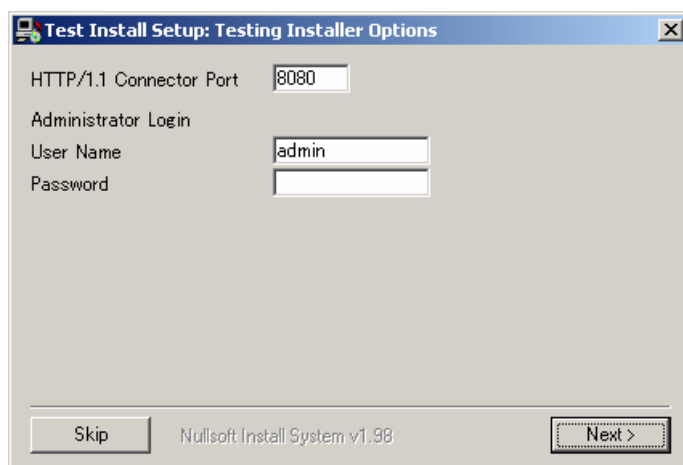 Test Install Setup: Testing Installer Options
HTTP/1.1 Connector Port 8080
Administrator Login
User Name admin
Password
Skip Nullsoft Install System v1.98 Next >